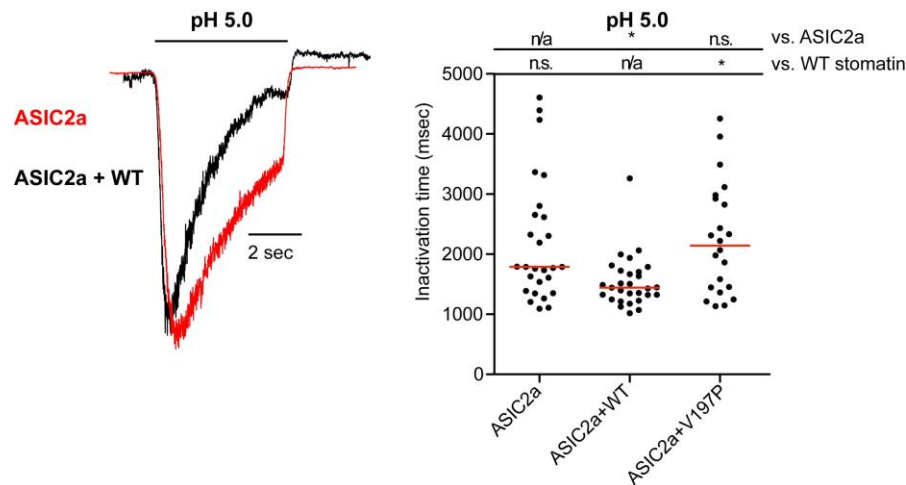 pH 5.0
ASIC2a
ASIC2a + WT
2 sec
pH 5.0
n/a * n.s. vs. ASIC2a
n.s. n/a * vs. WT stomatin
Inactivation time (msec)
5000
4000
3000
2000
1000
0
ASIC2a
ASIC2a+WT
ASIC2a+V197P